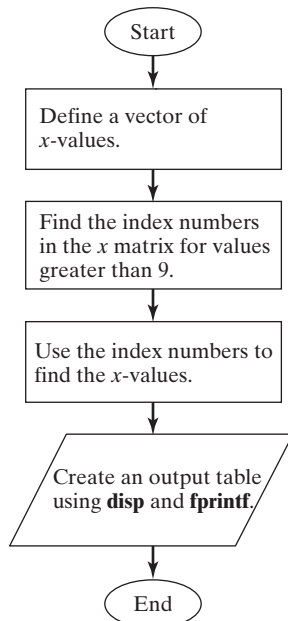 Start
Define a vector of
x-values.
Find the index numbers
in the x matrix for values
greater than 9.
Use the index numbers to
find the x-values.
Create an output table
using disp and fprintf.
End